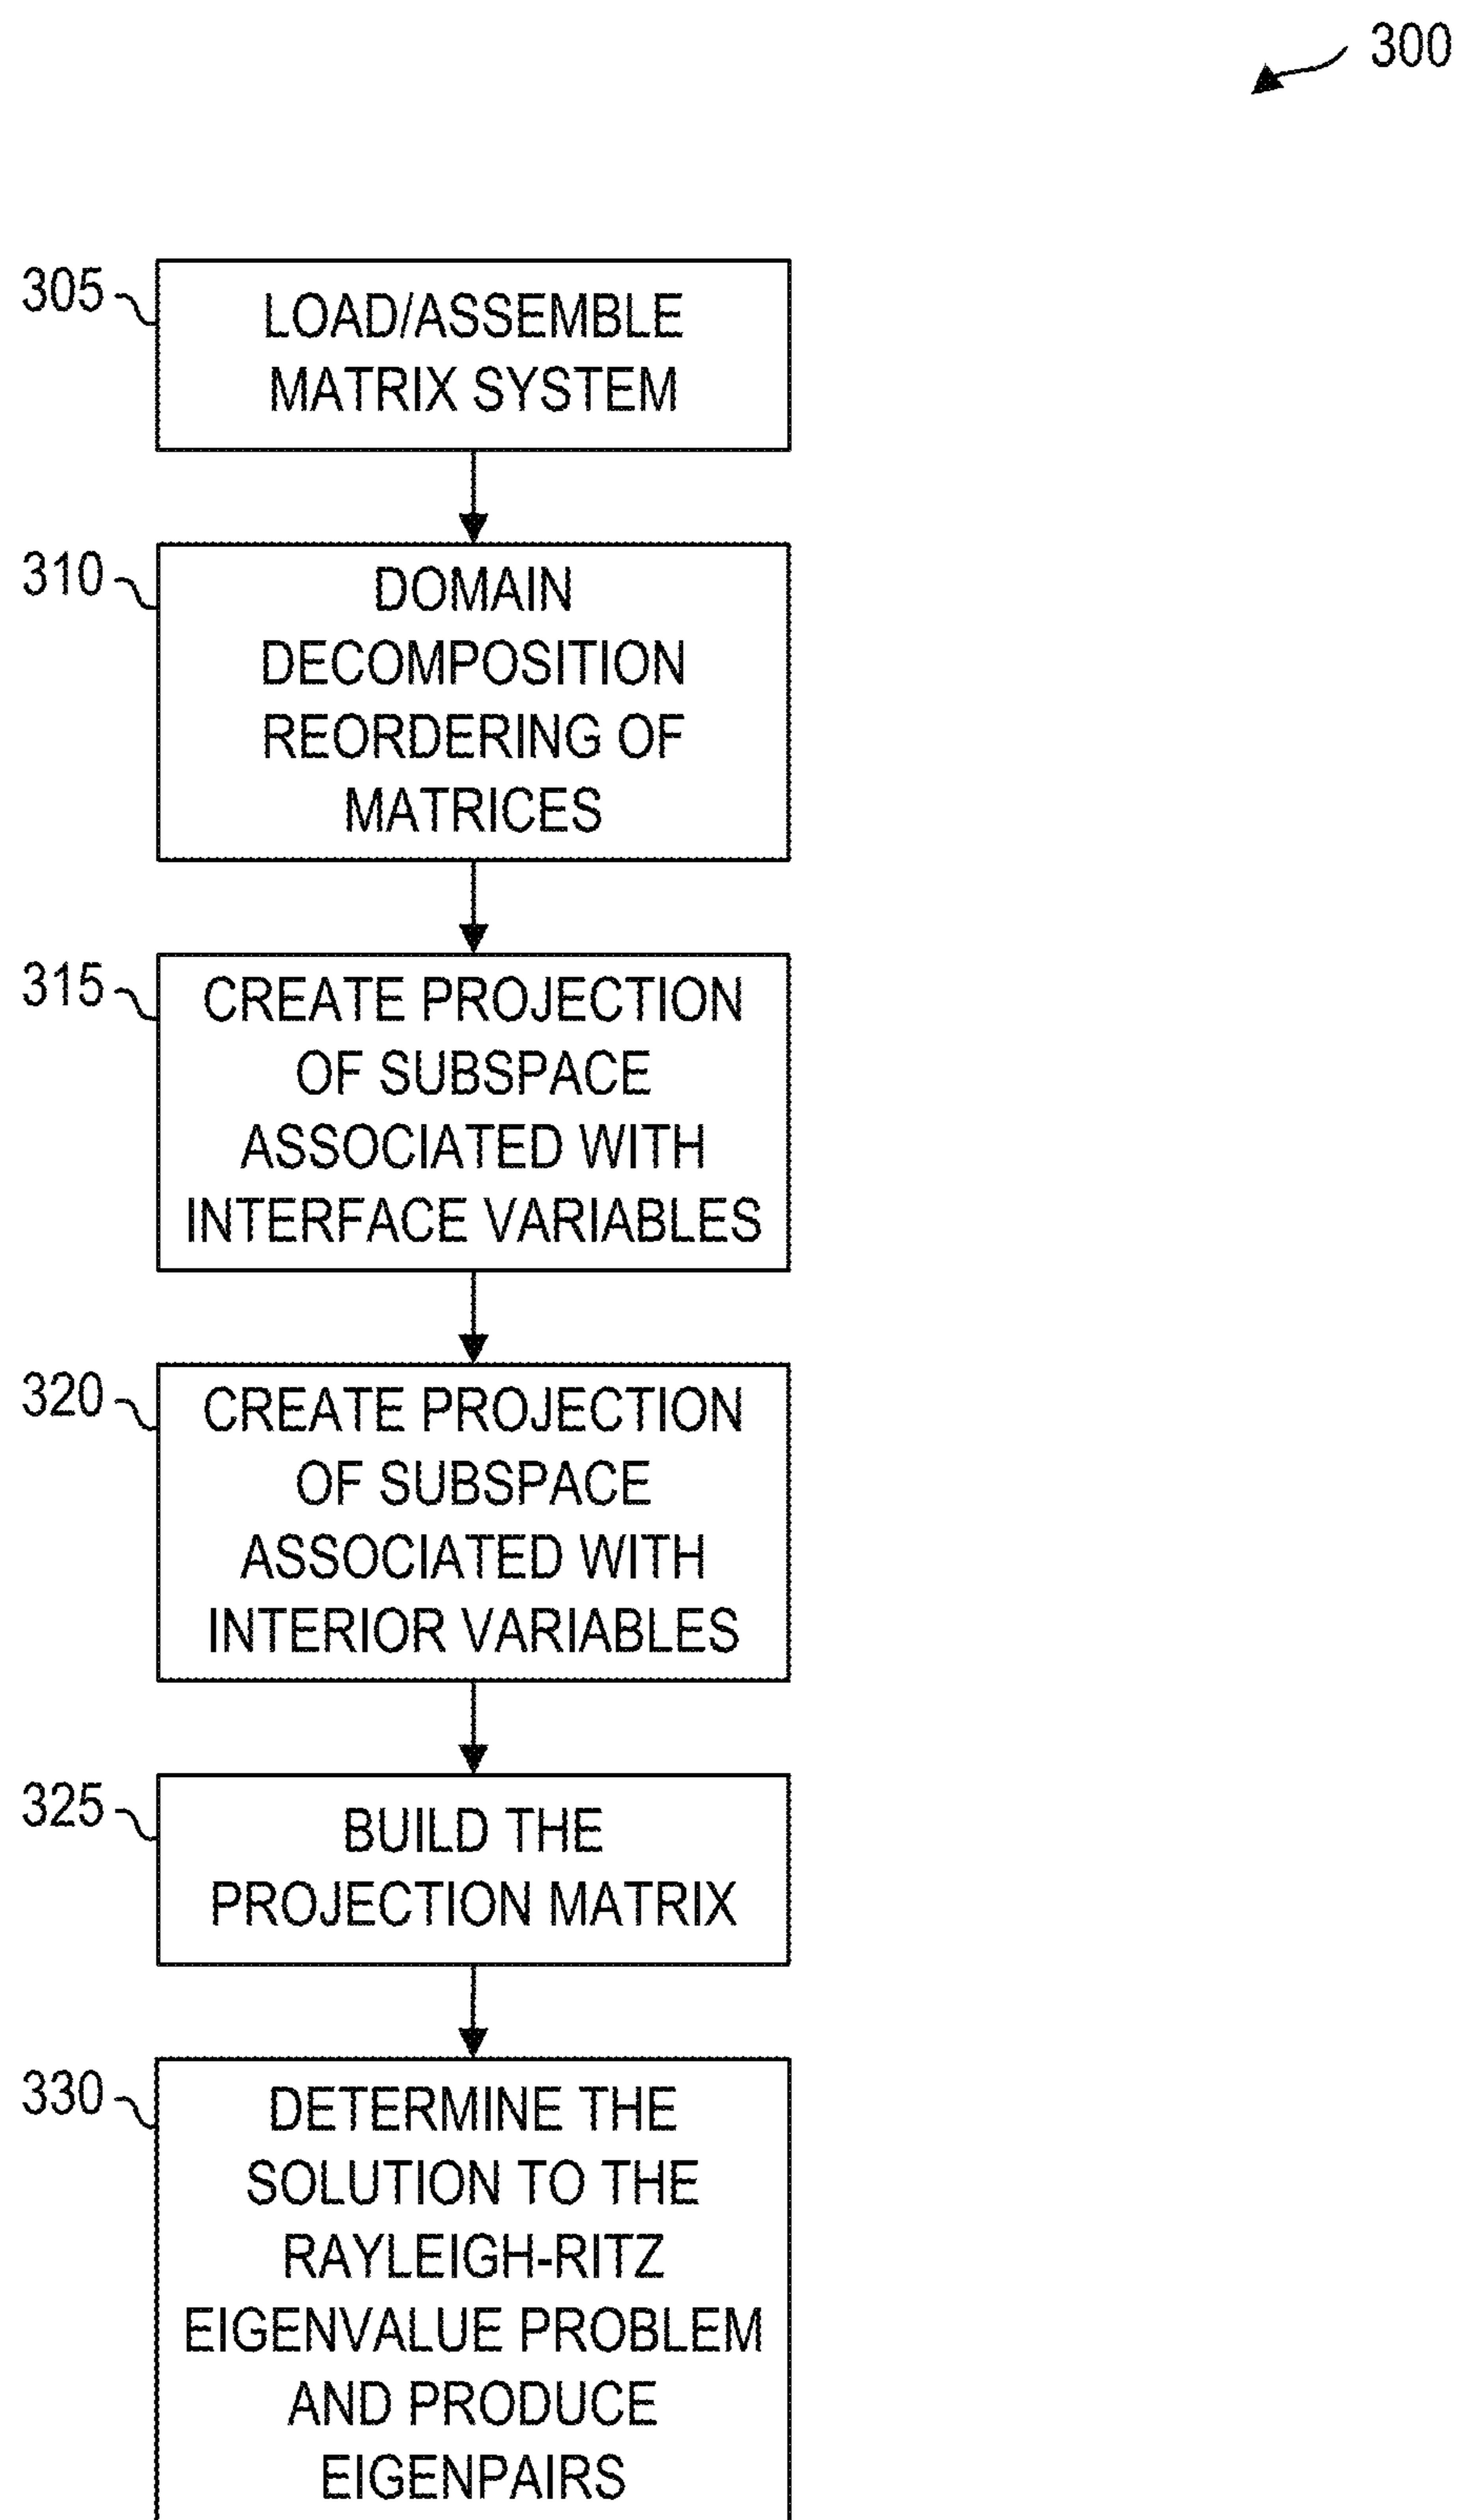 300
305
LOAD/ASSEMBLE
MATRIX SYSTEM
310
DOMAIN
DECOMPOSITION
REORDERING OF
MATRICES
315
CREATE PROJECTION
OF SUBSPACE
ASSOCIATED WITH
INTERFACE VARIABLES
320
CREATE PROJECTION
OF SUBSPACE
ASSOCIATED WITH
INTERIOR VARIABLES
325
BUILD THE
PROJECTION MATRIX
330
DETERMINE THE
SOLUTION TO THE
RAYLEIGH-RITZ
EIGENVALUE PROBLEM
AND PRODUCE
EIGENPAIRS